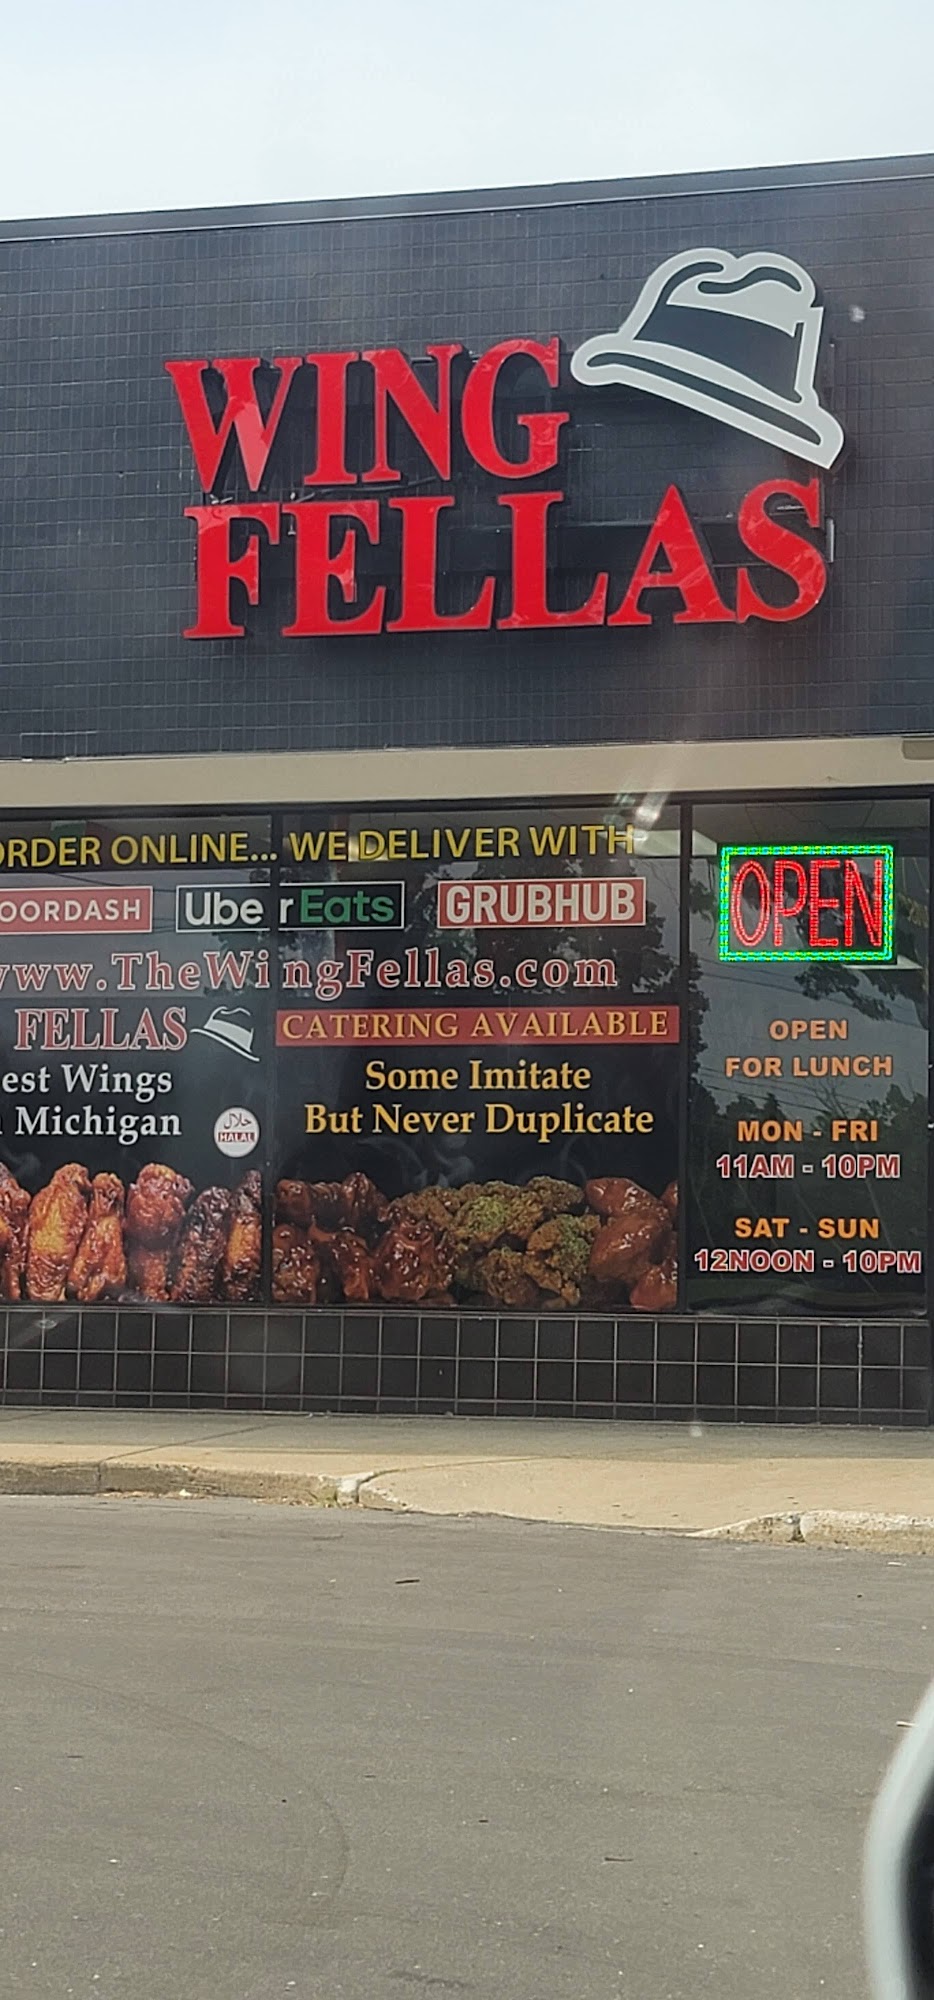 WING
FELLAS
ORDER ONLINE... WE DELIVER WITH
OORDASH
Uber Eats
GRUBHUB
www.TheWingFellas.com
FELLAS
CATERING AVAILABLE
est Wings
Michigan
حلال
HALAL
Some Imitate
But Never Duplicate
OPEN
OPEN
FOR LUNCH
MON - FRI
11AM - 10PM
SAT - SUN
12NOON - 10PM